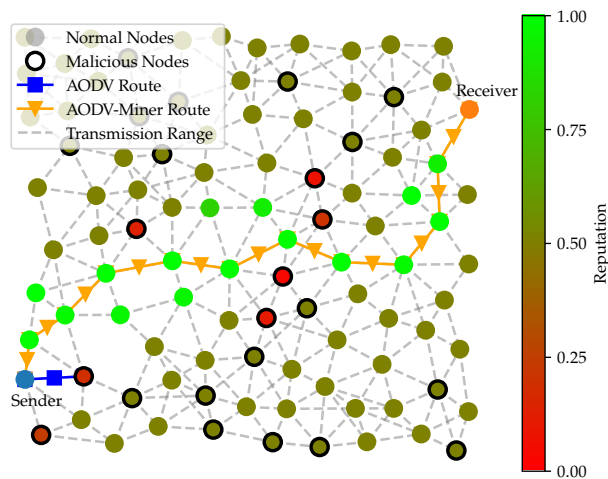 Normal Nodes
Malicious Nodes
AODV Route
AODV-Miner Route
Transmission Range
Receiver
Sender
1.00
0.75
0.50
0.25
0.00
Reputation